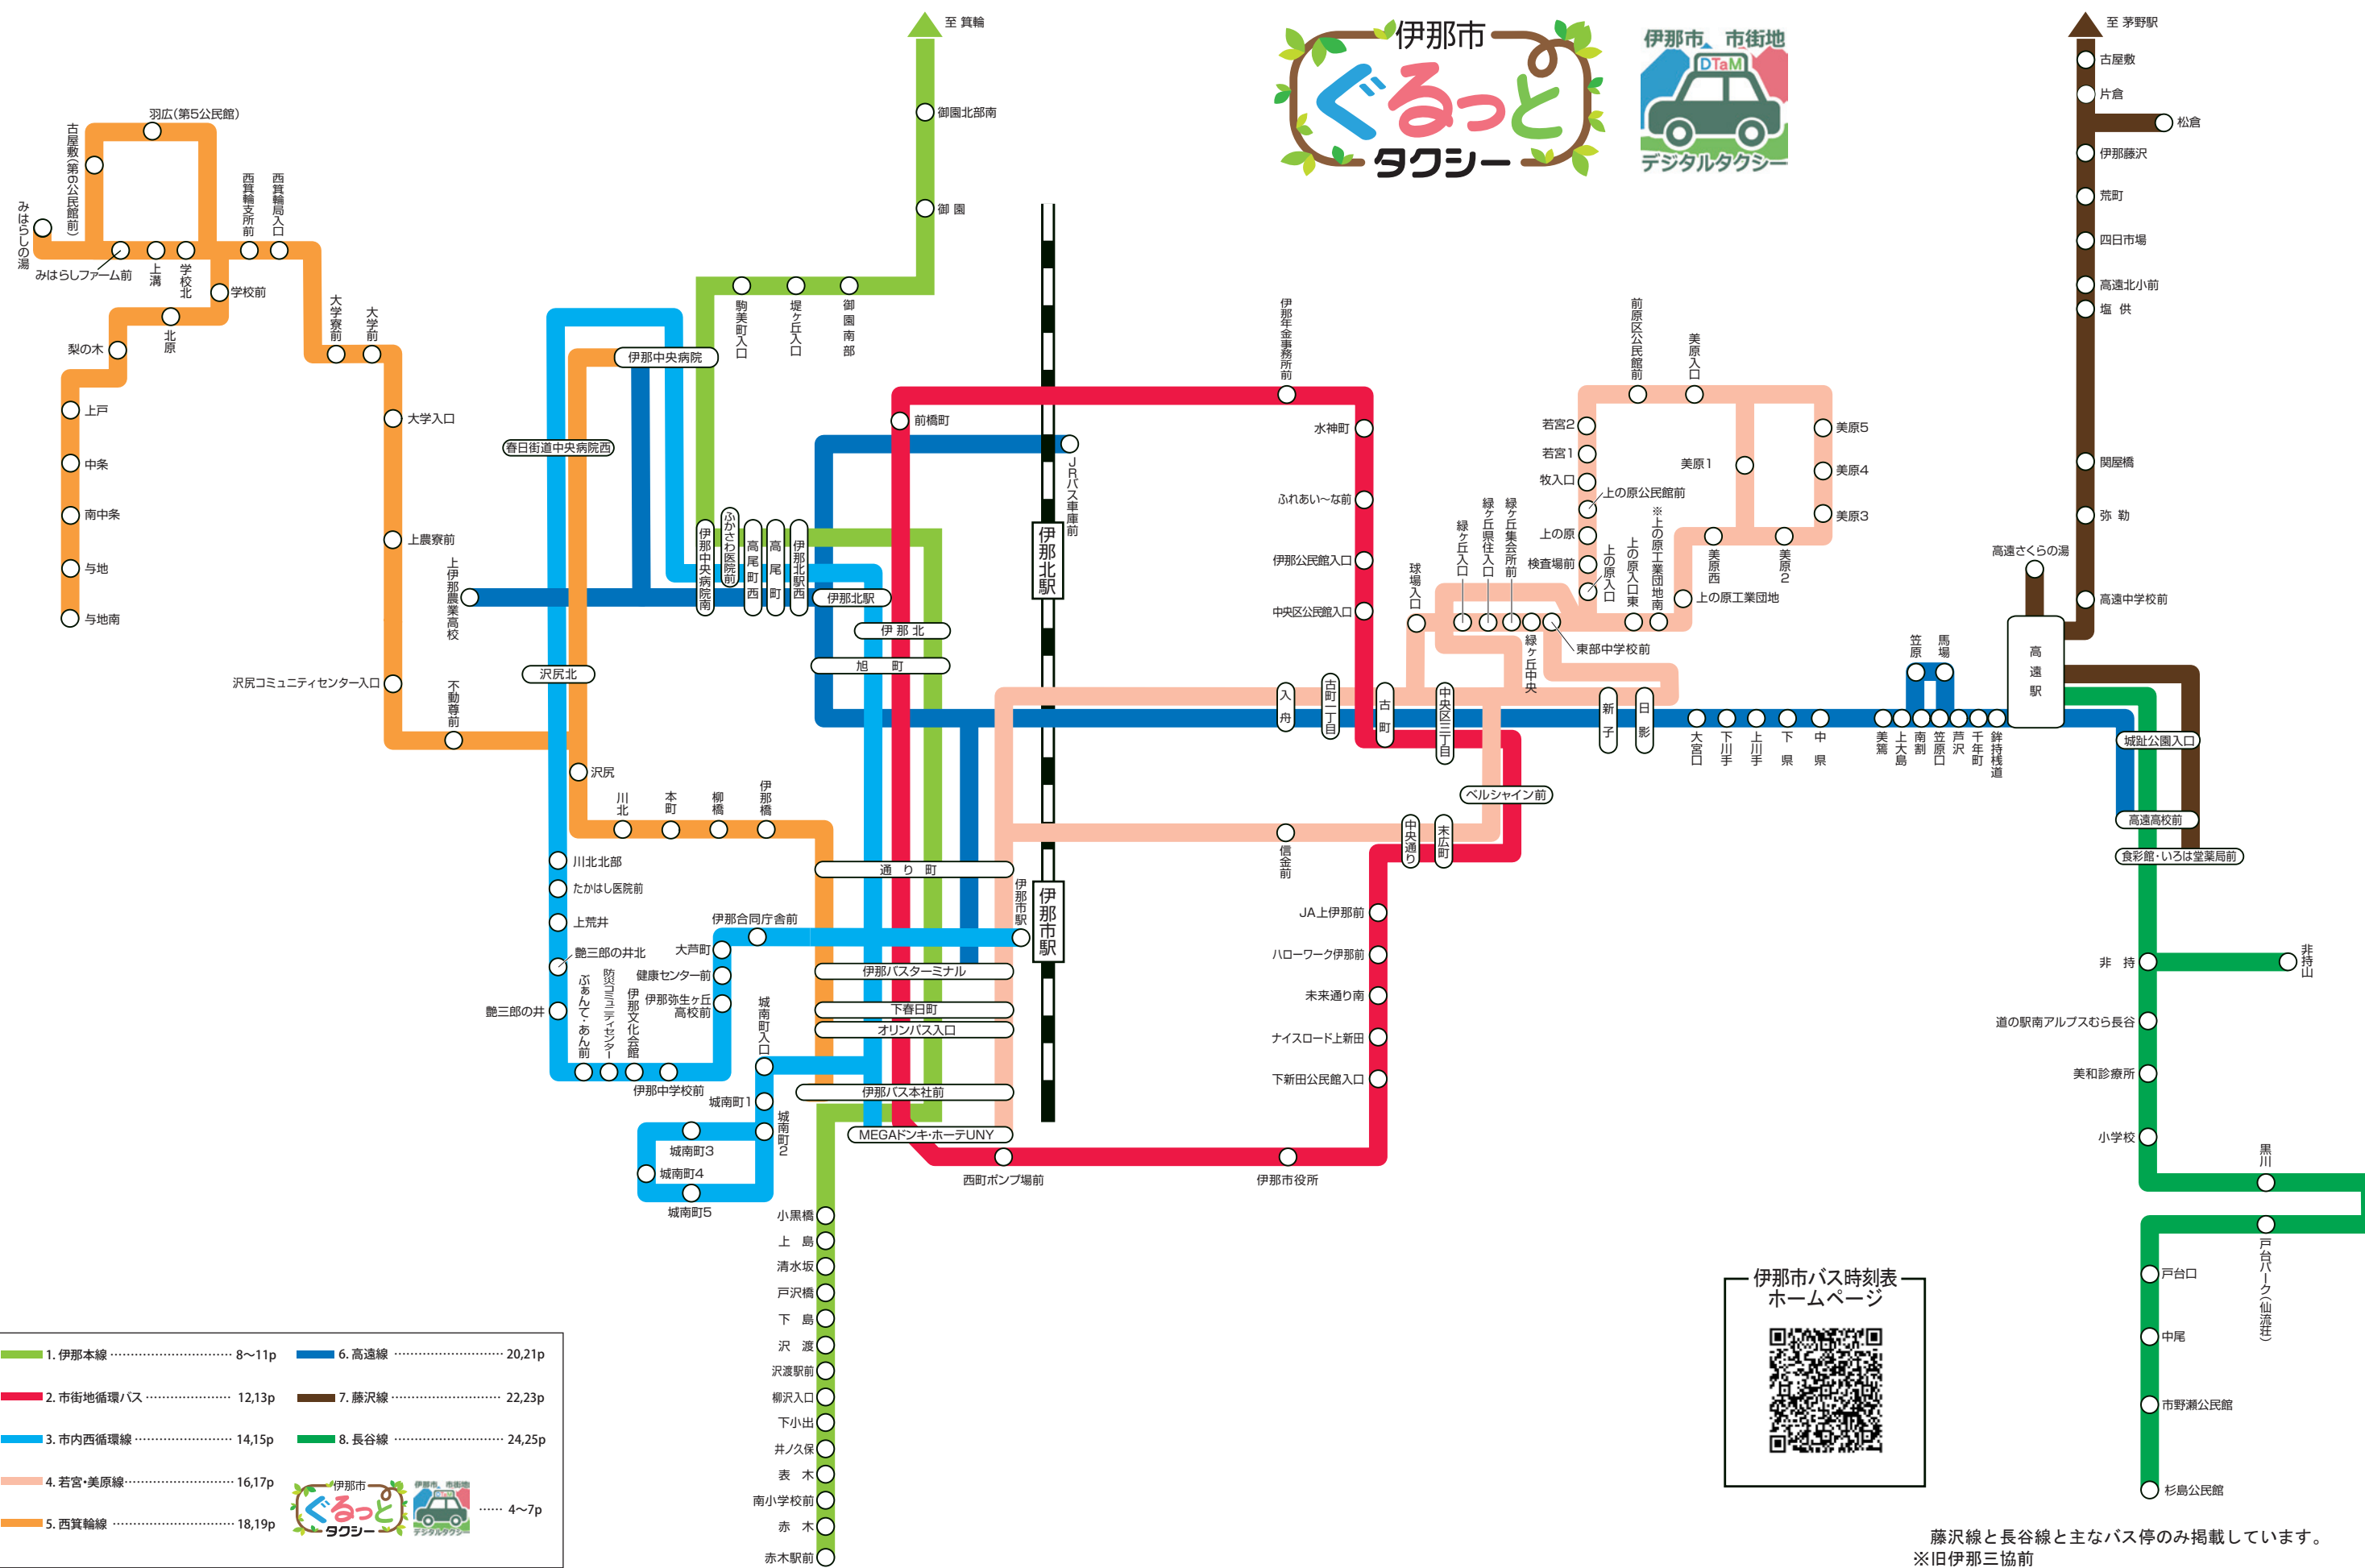 至 箕輪
御園北部南
御 園
御園南部
堤ヶ丘入口
駒美町入口
伊那市
ぐるっと
タクシー
伊那市 市街地
DTaM
デジタルタクシー
至 茅野駅
古屋敷
片倉
松倉
伊那藤沢
荒町
四日市場
高遠北小前
塩 供
関屋橋
弥 勒
高遠中学校前
高遠さくらの湯
高遠駅
羽広(第5公民館)
古屋敷(第6公民館前)
みはらしの湯
みはらしファーム前
上溝
学校北
西箕輪支所前
西箕輪局入口
学校前
北原
梨の木
上戸
中条
南中条
与地
与地南
大学寮前
大学前
大学入口
上農寮前
沢尻コミュニティセンター入口
不動尊前
上伊那農業高校
伊那中央病院
春日街道中央病院西
沢尻北
沢尻
川北
本町
柳橋
伊那橋
伊那中央病院南
ふかさわ医院前
高尾町西
高尾町
伊那北駅西
伊那北駅
伊那北
旭 町
前橋町
JRバス車庫前
伊那北駅
伊那市駅
伊那市駅
通り町
伊那バスターミナル
下春日町
オリンパス入口
伊那バス本社前
MEGAドンキ・ホーテUNY
川北北部
たかはし医院前
上荒井
艶三郎の井北
艶三郎の井
ぷぁんて・あん前
防災コミュニティセンター
伊那文化会館
伊那中学校前
伊那弥生ヶ丘
高校前
健康センター前
大芦町
伊那合同庁舎前
城南町入口
城南町1
城南町2
城南町3
城南町4
城南町5
西町ポンプ場前
伊那市役所
伊那年金事務所前
水神町
ふれあい〜な前
伊那公民館入口
中央区公民館入口
入舟
古町一丁目
古町
中央区三丁目
ベルシャイン前
中央通り
末広町
信金前
JA上伊那前
ハローワーク伊那前
未来通り南
ナイスロード上新田
下新田公民館入口
球場入口
緑ヶ丘入口
緑ヶ丘県住入口
緑ヶ丘集会所前
緑ヶ丘中央
東部中学校前
前原区公民館前
美原入口
若宮2
若宮1
牧入口
上の原公民館前
上の原
検査場前
上の原入口
上の原入口東
※上の原工業団地南
上の原工業団地
美原1
美原西
美原2
美原3
美原4
美原5
新子
日影
大宮口
下川手
上川手
下 県
中 県
笠原
馬場
美篶
上大島
南割
笠原口
芦沢
千年町
鉾持桟道
城趾公園入口
高遠高校前
食彩館・いろは堂薬局前
非 持
非持山
道の駅南アルプスむら長谷
美和診療所
小学校
黒川
戸台パーク(仙流荘)
戸台口
中尾
市野瀬公民館
杉島公民館
小黒橋
上 島
清水坂
戸沢橋
下 島
沢 渡
沢渡駅前
柳沢入口
下小出
井ノ久保
表 木
南小学校前
赤 木
赤木駅前
伊那市バス時刻表
ホームページ
1. 伊那本線 ………… 8〜11p
2. 市街地循環バス ………… 12,13p
3. 市内西循環線 ………… 14,15p
4. 若宮・美原線 ………… 16,17p
5. 西箕輪線 ………… 18,19p
6. 高遠線 ………… 20,21p
7. 藤沢線 ………… 22,23p
8. 長谷線 ………… 24,25p
伊那市
ぐるっと
タクシー
伊那市 市街地
DTaM
デジタルタクシー
…… 4〜7p
藤沢線と長谷線と主なバス停のみ掲載しています。
※旧伊那三協前